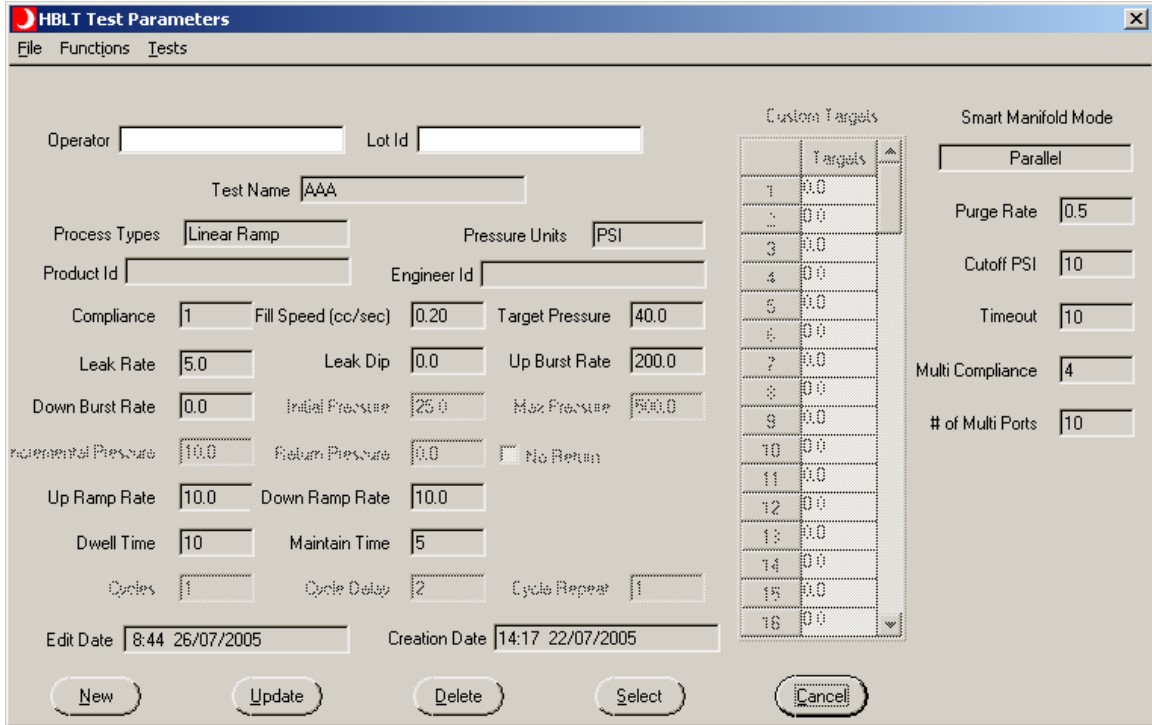 HBLT Test Parameters
File Functions Tests
Operator Lot Id
Test Name AAA
Process Types Linear Ramp Pressure Units PSI
Product Id Engineer Id
Compliance 1 Fill Speed (cc/sec) 0.20 Target Pressure 40.0
Leak Rate 5.0 Leak Dip 0.0 Up Burst Rate 200.0
Down Burst Rate 0.0 Initial Pressure 25.0 Max Pressure 500.0
ncremental Pressure 10.0 Return Pressure 0.0 No Return
Up Ramp Rate 10.0 Down Ramp Rate 10.0
Dwell Time 10 Maintain Time 5
Cycles 1 Cycle Delay 2 Cycle Repeat 1
Edit Date 8:44 26/07/2005 Creation Date 14:17 22/07/2005
New Update Delete Select Cancel
Custom Targets
Targets
1 0.0
2 0.0
3 0.0
4 0.0
5 0.0
6 0.0
7 0.0
8 0.0
9 0.0
10 0.0
11 0.0
12 0.0
13 0.0
14 0.0
15 0.0
16 0.0
Smart Manifold Mode
Parallel
Purge Rate 0.5
Cutoff PSI 10
Timeout 10
Multi Compliance 4
# of Multi Ports 10